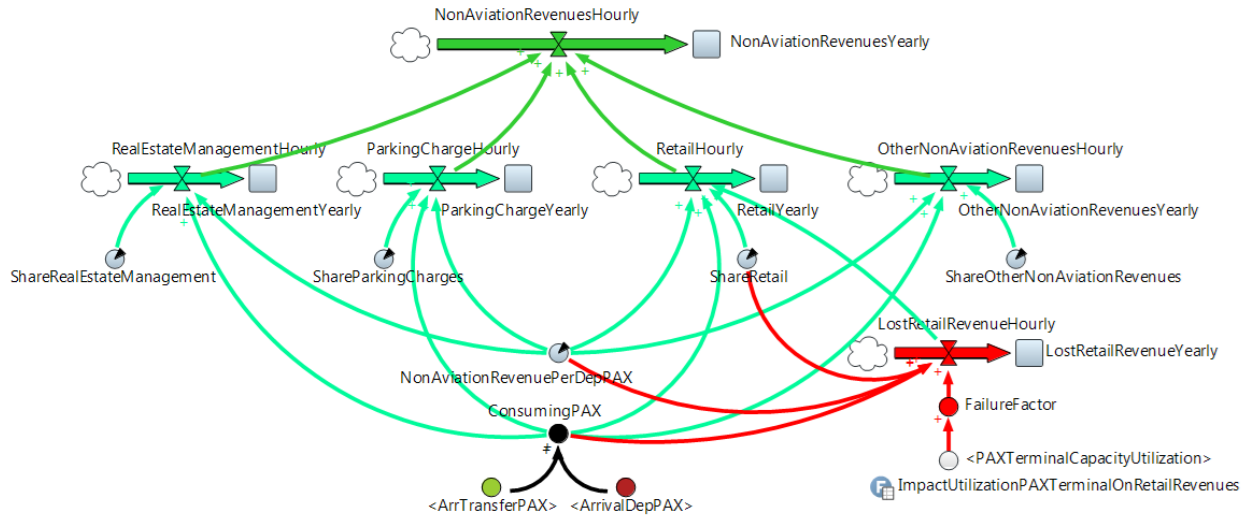 NonAviationRevenuesHourly
NonAviationRevenuesYearly
RealEstateManagementHourly
ParkingChargeHourly
RetailHourly
OtherNonAviationRevenuesHourly
RealEstateManagementYearly
ParkingChargeYearly
RetailYearly
OtherNonAviationRevenuesYearly
ShareRealEstateManagement
ShareParkingCharges
ShareRetail
ShareOtherNonAviationRevenues
LostRetailRevenueHourly
LostRetailRevenueYearly
NonAviationRevenuePerDepPAX
ConsumingPAX
FailureFactor
<PAXTerminalCapacityUtilization>
ImpactUtilizationPAXTerminalOnRetailRevenues
<ArrTransferPAX>
<ArrivalDepPAX>